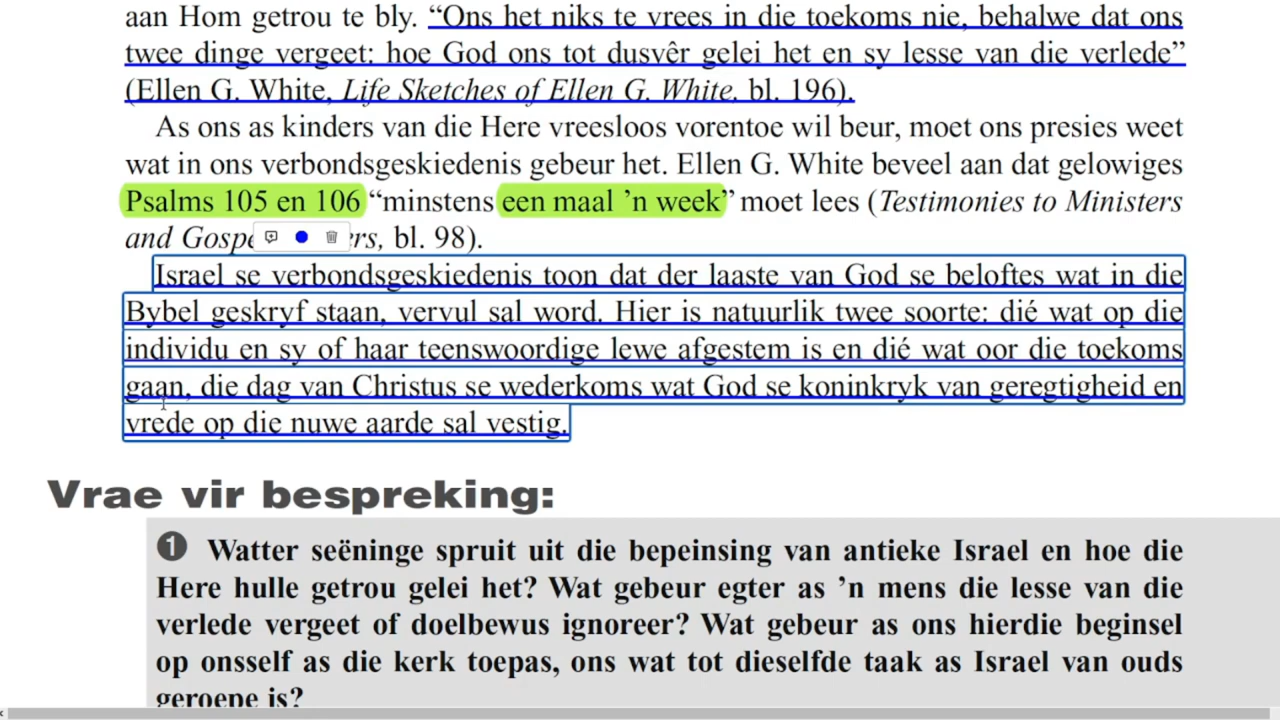 aan Hom getrou te bly. “Ons het niks te vrees in die toekoms nie, behalwe dat ons
twee dinge vergeet: hoe God ons tot dusvêr gelei het en sy lesse van die verlede”
(Ellen G. White, Life Sketches of Ellen G. White, bl. 196).
As ons as kinders van die Here vreesloos vorentoe wil beur, moet ons presies weet
wat in ons verbondsgeskiedenis gebeur het. Ellen G. White beveel aan dat gelowiges
Psalms 105 en 106 “minstens een maal ’n week” moet lees (Testimonies to Ministers
and bl. 98).
Israel se verbondsgeskiedenis toon dat der laaste van God se beloftes wat in die
Bybel geskryf staan, vervul sal word. Hier is natuurlik twee soorte: dié wat op die
individu en sy of haar teenswoordige lewe afgestem is en dié wat oor die toekoms
gaan, die dag van Christus se wederkoms wat God se koninkryk van geregtigheid en
vrede op die nuwe aarde sal vestig.
Vrae vir bespreking:
1 Watter seëninge spruit uit die bepeinsing van antieke Israel en hoe die
Here hulle getrou gelei het? Wat gebeur egter as ’n mens die lesse van die
verlede vergeet of doelbewus ignoreer? Wat gebeur as ons hierdie beginsel
op onsself as die kerk toepas, ons wat tot dieselfde taak as Israel van ouds
geroepe is?